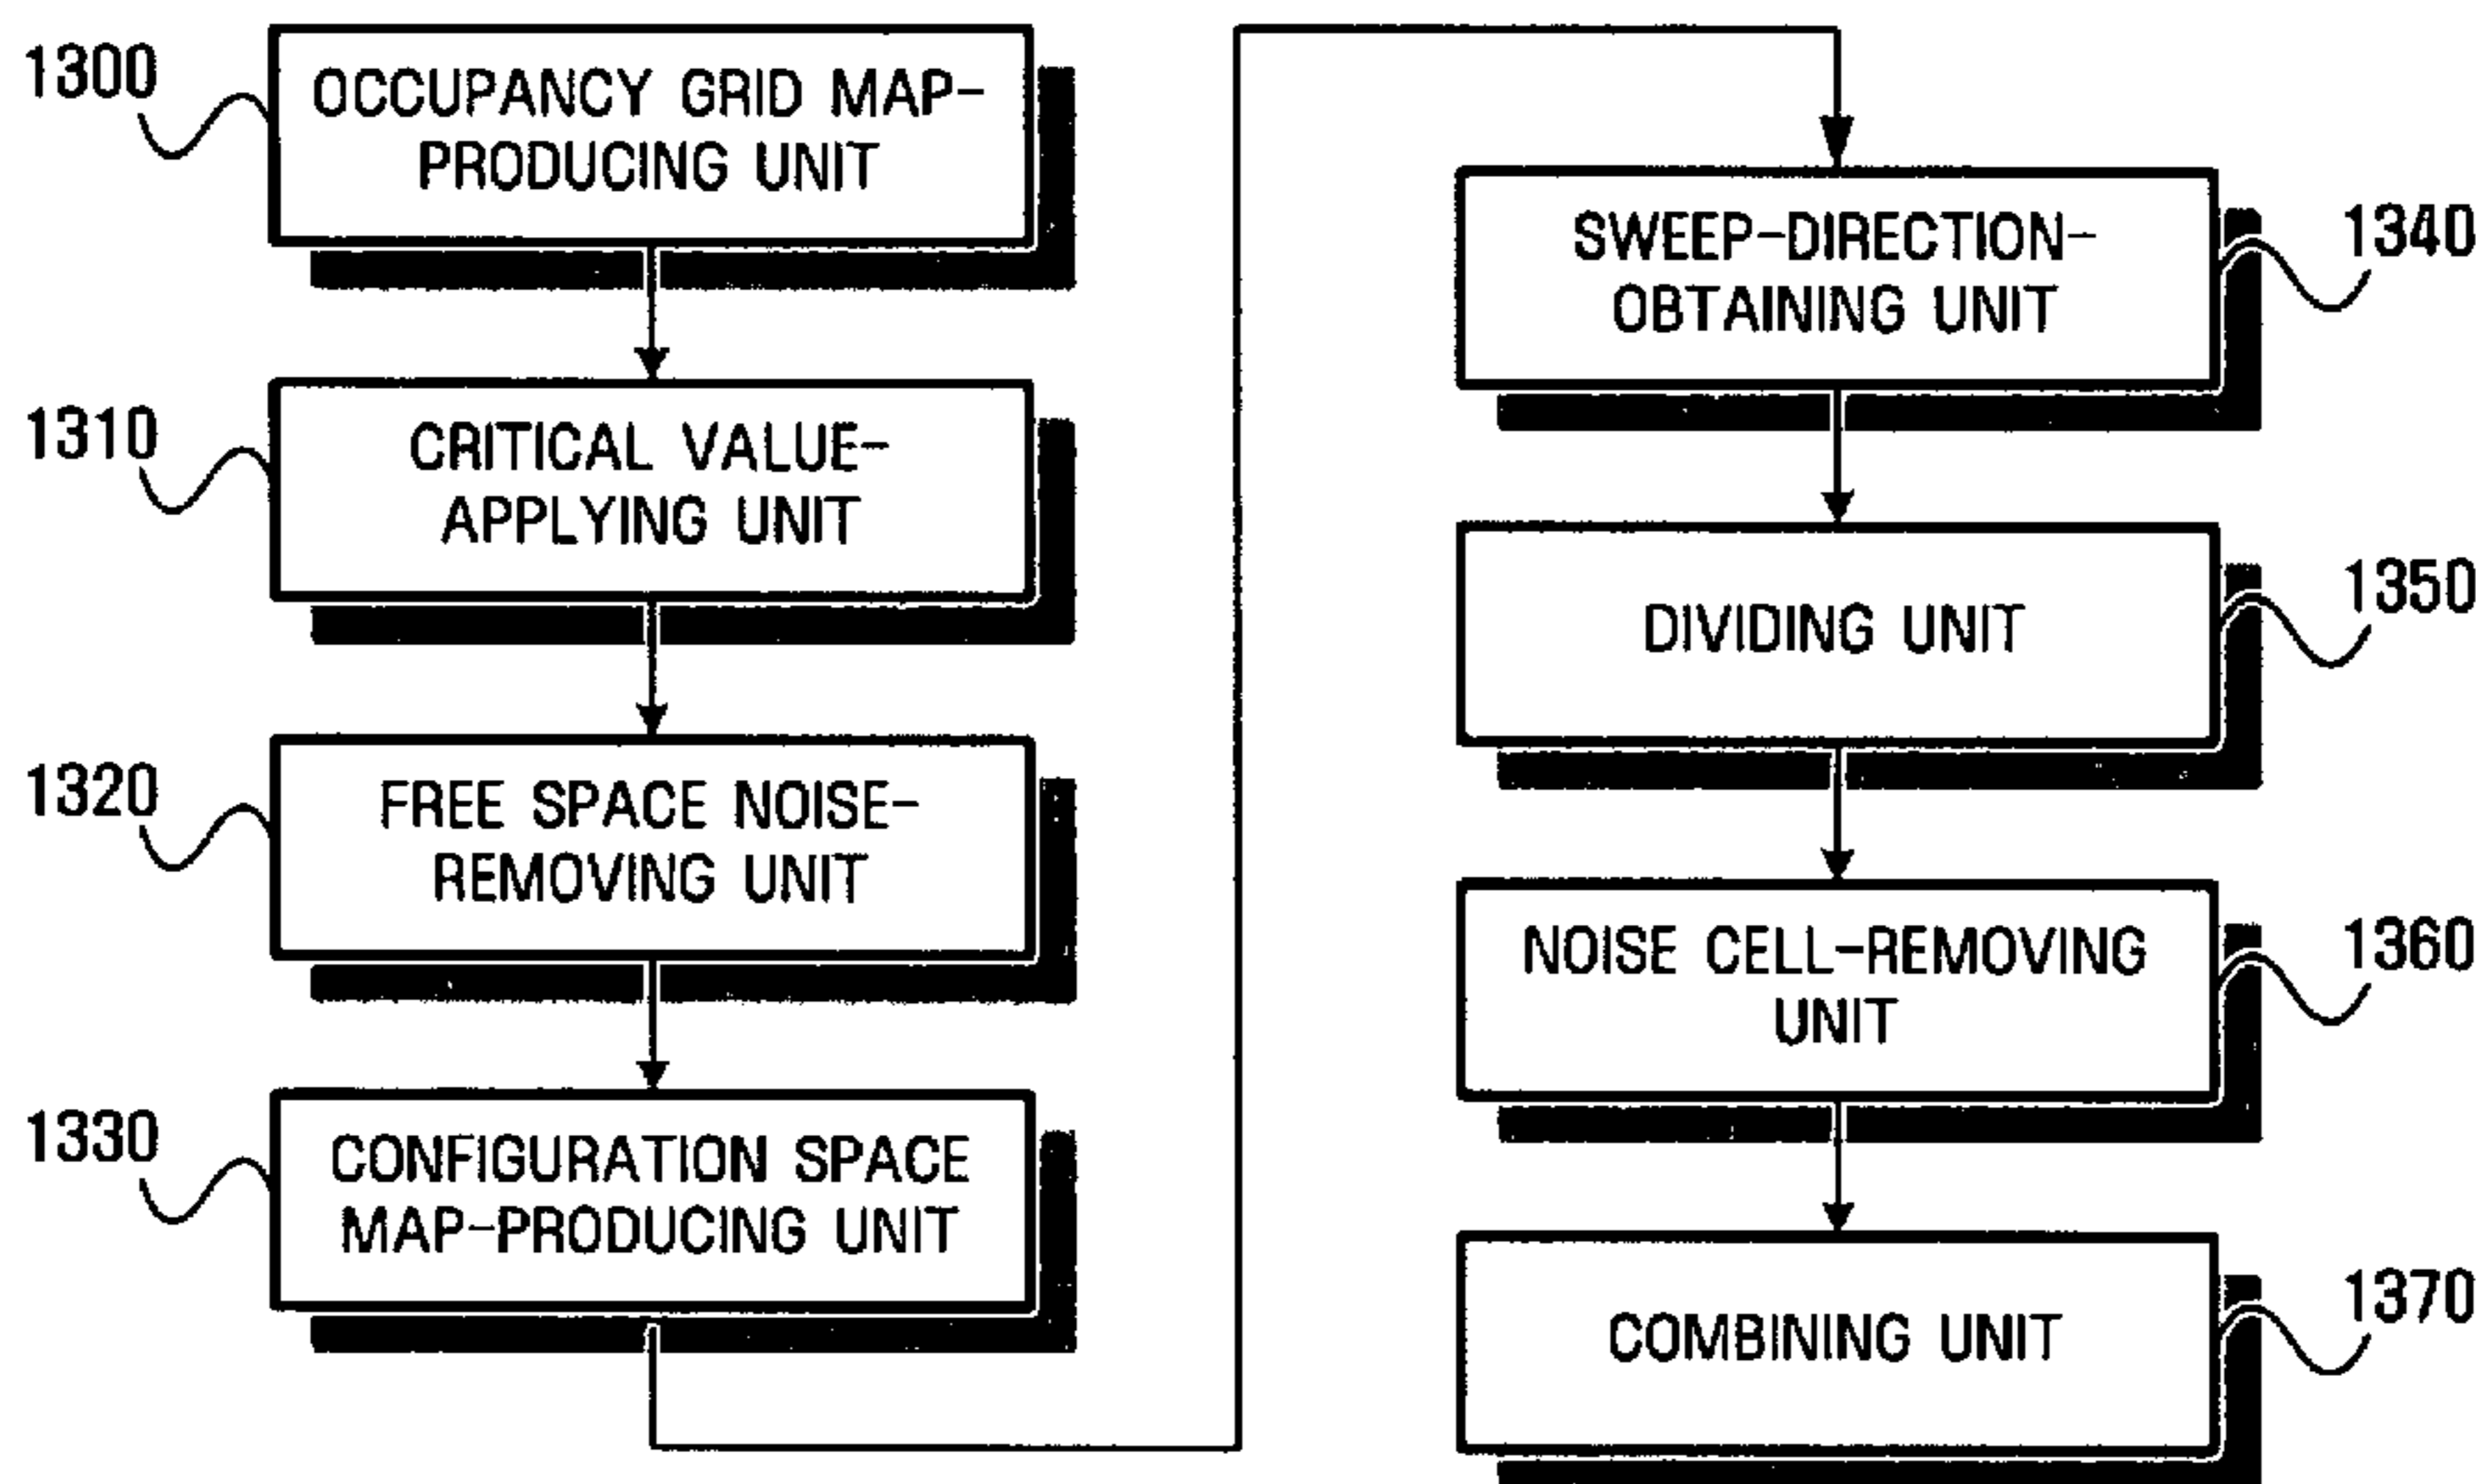 1300
OCCUPANCY GRID MAP-
PRODUCING UNIT
1310
CRITICAL VALUE-
APPLYING UNIT
1320
FREE SPACE NOISE-
REMOVING UNIT
1330
CONFIGURATION SPACE
MAP-PRODUCING UNIT
SWEEP-DIRECTION-
OBTAINING UNIT
1340
DIVIDING UNIT
1350
NOISE CELL-REMOVING
UNIT
1360
COMBINING UNIT
1370